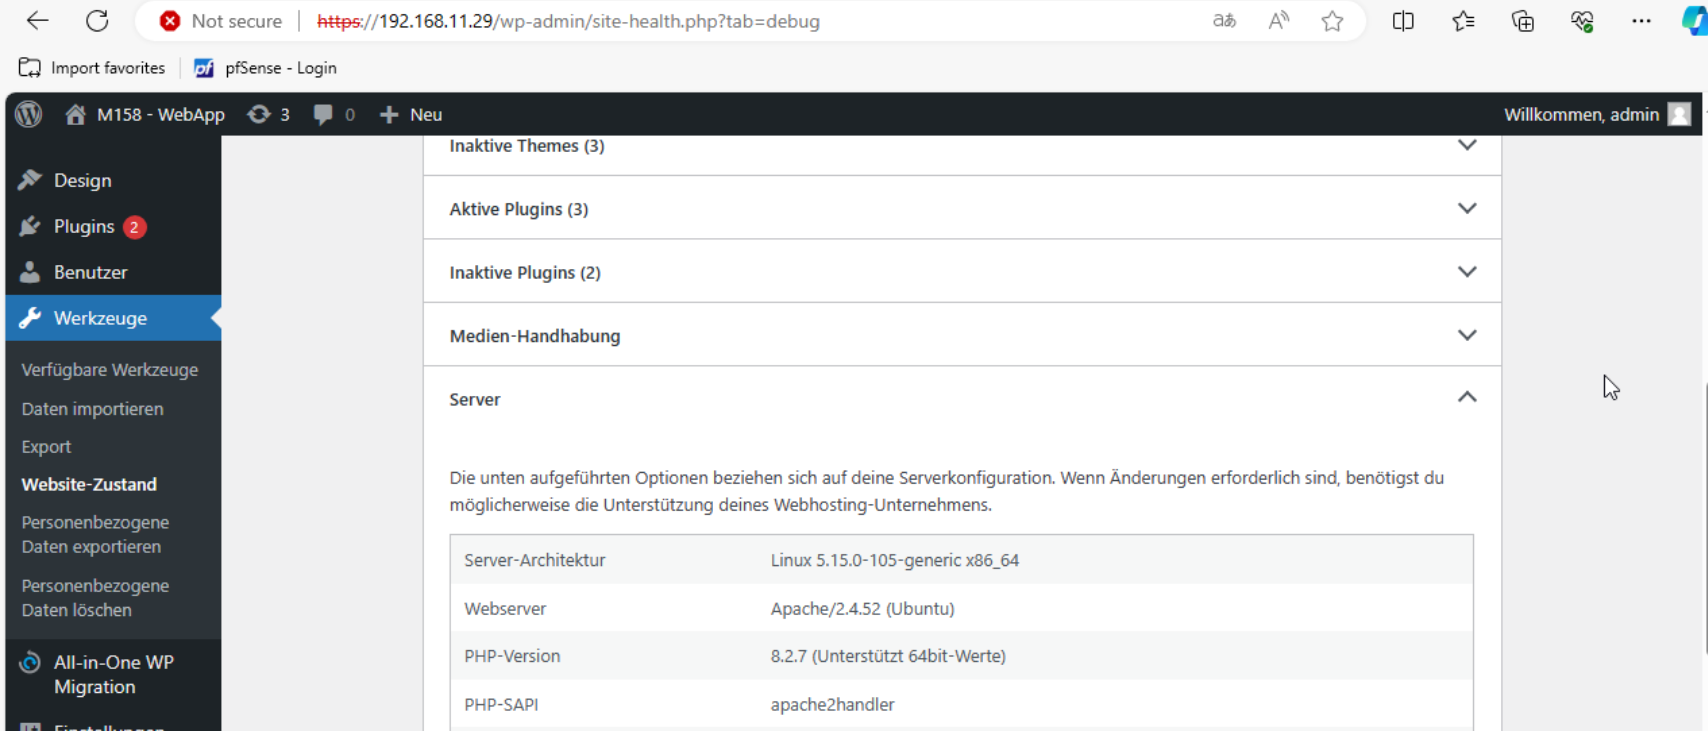 Not secure https://192.168.11.29/wp-admin/site-health.php?tab=debug
Import favorites pfSense - Login
M158 - WebApp 3 0 Neu Willkommen, admin
Design
Plugins 2
Benutzer
Werkzeuge
Verfügbare Werkzeuge
Daten importieren
Export
Website-Zustand
Personenbezogene
Daten exportieren
Personenbezogene
Daten löschen
All-in-One WP
Migration
Einstellungen
Inaktive Themes (3)
Aktive Plugins (3)
Inaktive Plugins (2)
Medien-Handhabung
Server
Die unten aufgeführten Optionen beziehen sich auf deine Serverkonfiguration. Wenn Änderungen erforderlich sind, benötigst du
möglicherweise die Unterstützung deines Webhosting-Unternehmens.
Server-Architektur Linux 5.15.0-105-generic x86_64
Webserver Apache/2.4.52 (Ubuntu)
PHP-Version 8.2.7 (Unterstützt 64bit-Werte)
PHP-SAPI apache2handler